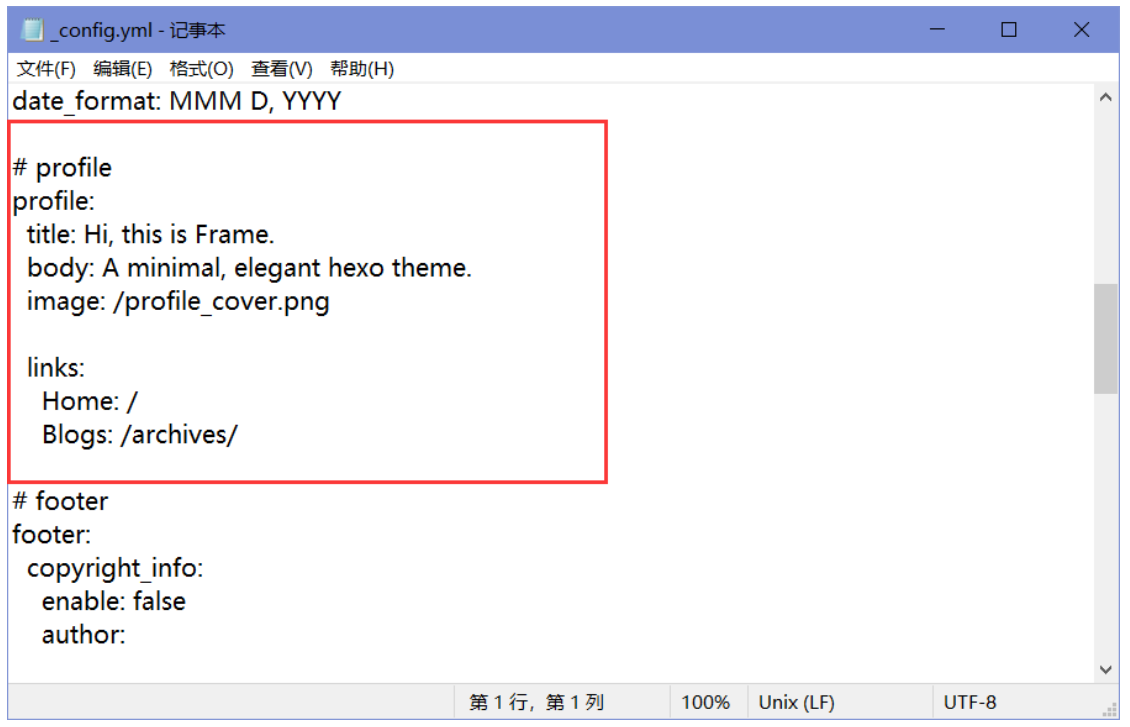 _config.yml - 记事本
文件(F) 编辑(E) 格式(O) 查看(V) 帮助(H)
date_format: MMM D, YYYY
# profile
profile:
title: Hi, this is Frame.
body: A minimal, elegant hexo theme.
image: /profile_cover.png
links:
Home: /
Blogs: /archives/
# footer
footer:
copyright_info:
enable: false
author:
第 1 行，第 1 列 100% Unix (LF) UTF-8